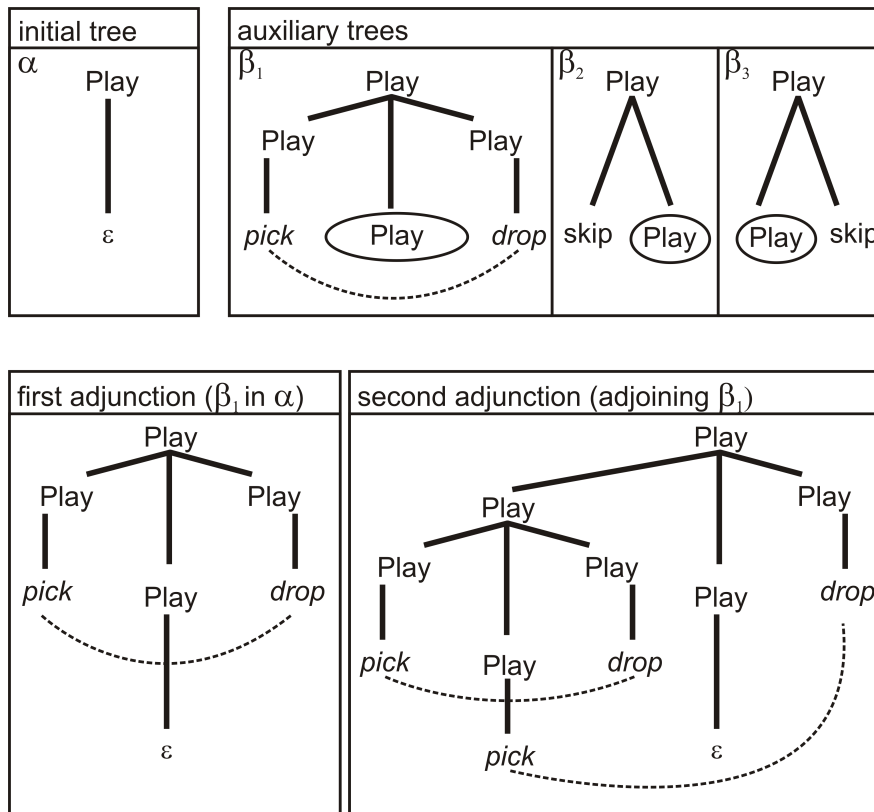 initial tree
α
Play
ε
auxiliary trees
β1
Play
Play Play
pick Play drop
β2
Play
skip Play
β3
Play
Play skip
first adjunction (β1 in α)
Play
Play Play
pick Play drop
ε
second adjunction (adjoining β1)
Play
Play Play
Play Play Play drop
pick Play drop
pick ε